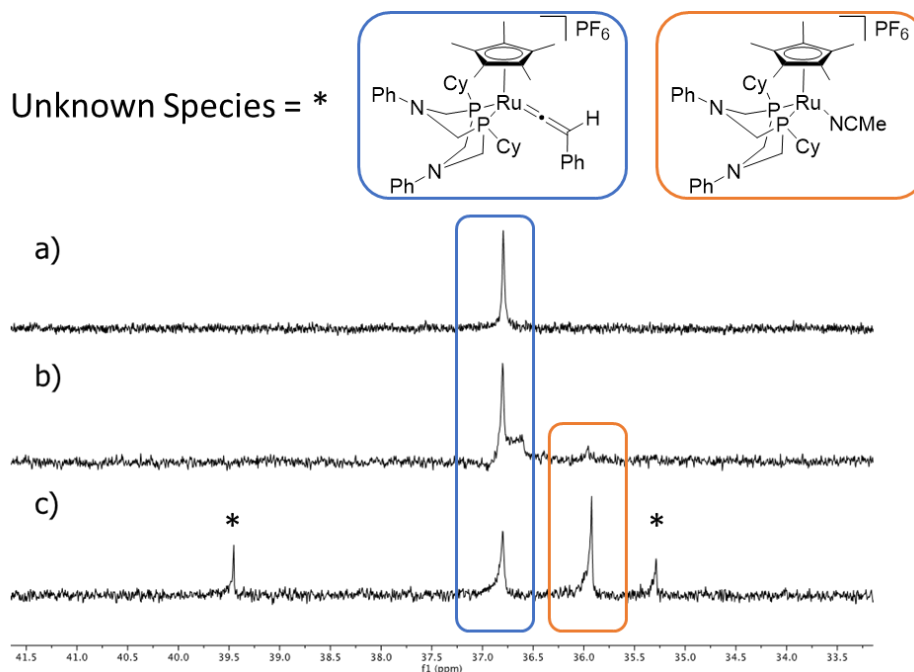 Unknown Species = *
PF6
Cy
Ph
N
P
P
Ru
H
Cy
Ph
N
Ph
PF6
Cy
Ph
N
P
P
Ru
NCMe
Cy
N
Ph
a)
b)
c)
*
*
41.5 41.0 40.5 40.0 39.5 39.0 38.5 38.0 37.5 37.0 36.5 36.0 35.5 35.0 34.5 34.0 33.5
f1 (ppm)